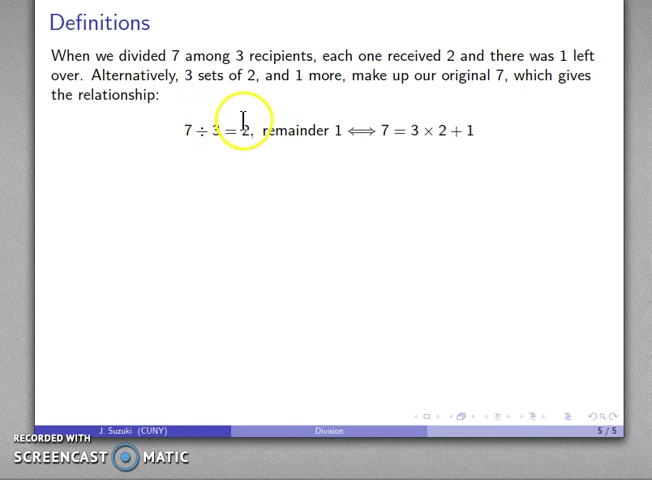 Definitions
When we divided 7 among 3 recipients, each one received 2 and there was 1 left
over. Alternatively, 3 sets of 2, and 1 more, make up our original 7, which gives
the relationship:
7 ÷ 3 = 2, remainder 1 ⟺ 7 = 3 × 2 + 1
J. Suzuki (CUNY) Division 5 / 5
RECORDED WITH
SCREENCAST MATIC